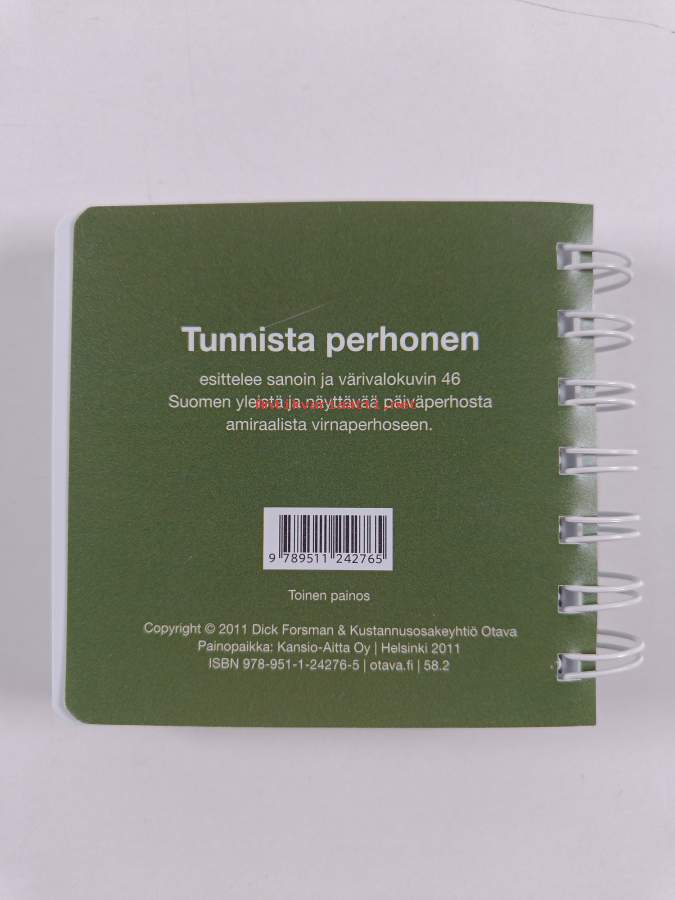 Tunnista perhonen
esittelee sanoin ja värivalokuvin 46
Suomen yleistä ja näyttävää päiväperhosta
amiraalista virnaperhoseen.
9 789511 242765
Toinen painos
Copyright © 2011 Dick Forsman & Kustannusosakeyhtiö Otava
Painopaikka: Kansio-Aitta Oy | Helsinki 2011
ISBN 978-951-1-24276-5 | otava.fi | 58.2